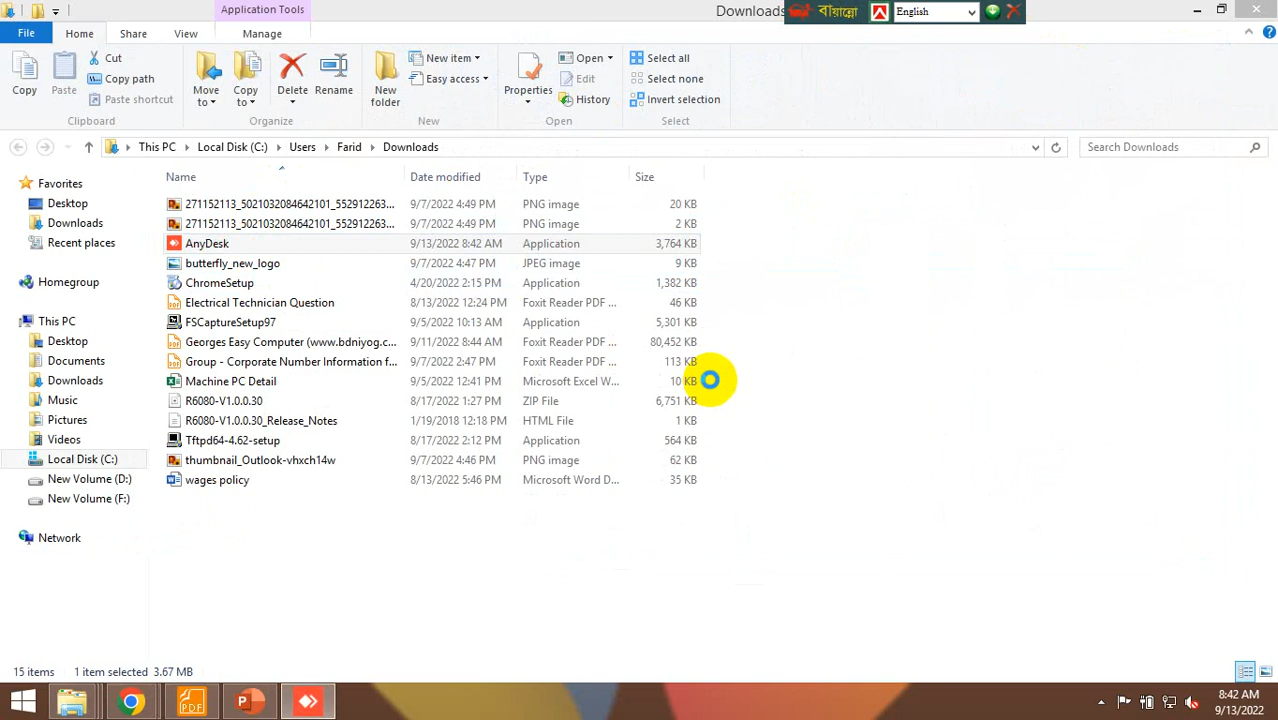 Application Tools
Downloads
বায়ান্নো
English
File Home Share View Manage
Copy
Paste
Cut
Copy path
Paste shortcut
Clipboard
Move to
Copy to
Delete
Rename
Organize
New folder
New item
Easy access
New
Properties
Open
Edit
History
Open
Select all
Select none
Invert selection
Select
This PC Local Disk (C:) Users Farid Downloads
Search Downloads
Favorites
Desktop
Downloads
Recent places
Homegroup
This PC
Desktop
Documents
Downloads
Music
Pictures
Videos
Local Disk (C:)
New Volume (D:)
New Volume (F:)
Network
Name Date modified Type Size
271152113_5021032084642101_552912263... 9/7/2022 4:49 PM PNG image 20 KB
271152113_5021032084642101_552912263... 9/7/2022 4:49 PM PNG image 2 KB
AnyDesk 9/13/2022 8:42 AM Application 3,764 KB
butterfly_new_logo 9/7/2022 4:47 PM JPEG image 9 KB
ChromeSetup 4/20/2022 2:15 PM Application 1,382 KB
Electrical Technician Question 8/13/2022 12:24 PM Foxit Reader PDF ... 46 KB
FSCaptureSetup97 9/5/2022 10:13 AM Application 5,301 KB
Georges Easy Computer (www.bdniyog.c... 9/11/2022 8:44 AM Foxit Reader PDF ... 80,452 KB
Group - Corporate Number Information f... 9/7/2022 2:47 PM Foxit Reader PDF ... 113 KB
Machine PC Detail 9/5/2022 12:41 PM Microsoft Excel W... 10 KB
R6080-V1.0.0.30 8/17/2022 1:27 PM ZIP File 6,751 KB
R6080-V1.0.0.30_Release_Notes 1/19/2018 12:18 PM HTML File 1 KB
Tftpd64-4.62-setup 8/17/2022 2:12 PM Application 564 KB
thumbnail_Outlook-vhxch14w 9/7/2022 4:46 PM PNG image 62 KB
wages policy 8/13/2022 5:46 PM Microsoft Word D... 35 KB
15 items 1 item selected 3.67 MB
8:42 AM
9/13/2022